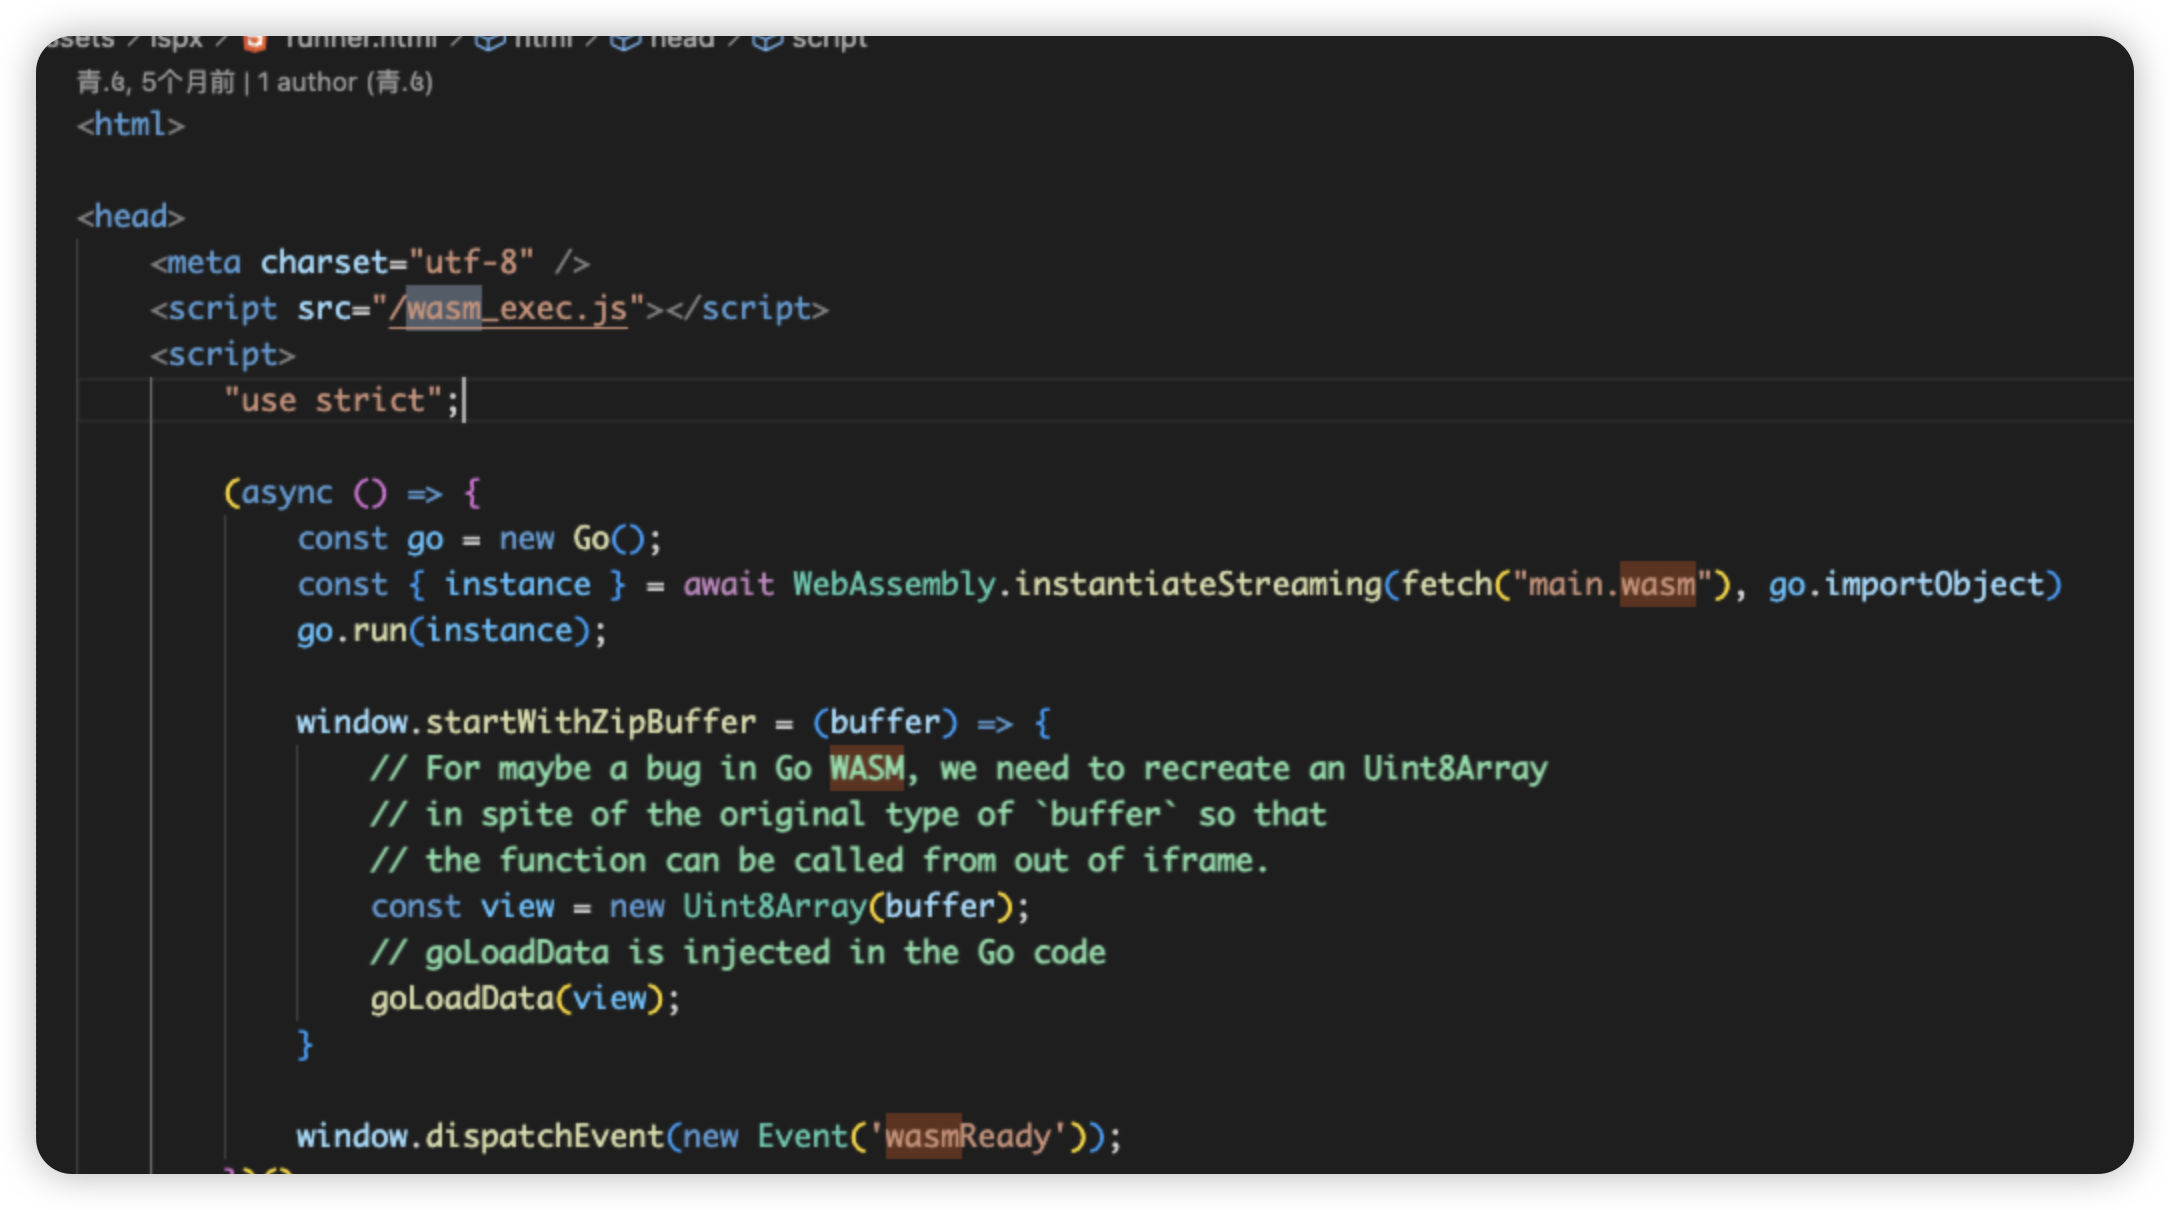 ssets / ispx / runner.html / html / head / script
青.ဇ, 5个月前 | 1 author (青.ဇ)
<html>
<head>
<meta charset="utf-8" />
<script src="/wasm_exec.js"></script>
<script>
"use strict";
(async () => {
const go = new Go();
const { instance } = await WebAssembly.instantiateStreaming(fetch("main.wasm"), go.importObject)
go.run(instance);
window.startWithZipBuffer = (buffer) => {
// For maybe a bug in Go WASM, we need to recreate an Uint8Array
// in spite of the original type of `buffer` so that
// the function can be called from out of iframe.
const view = new Uint8Array(buffer);
// goLoadData is injected in the Go code
goLoadData(view);
}
window.dispatchEvent(new Event('wasmReady'));
})()